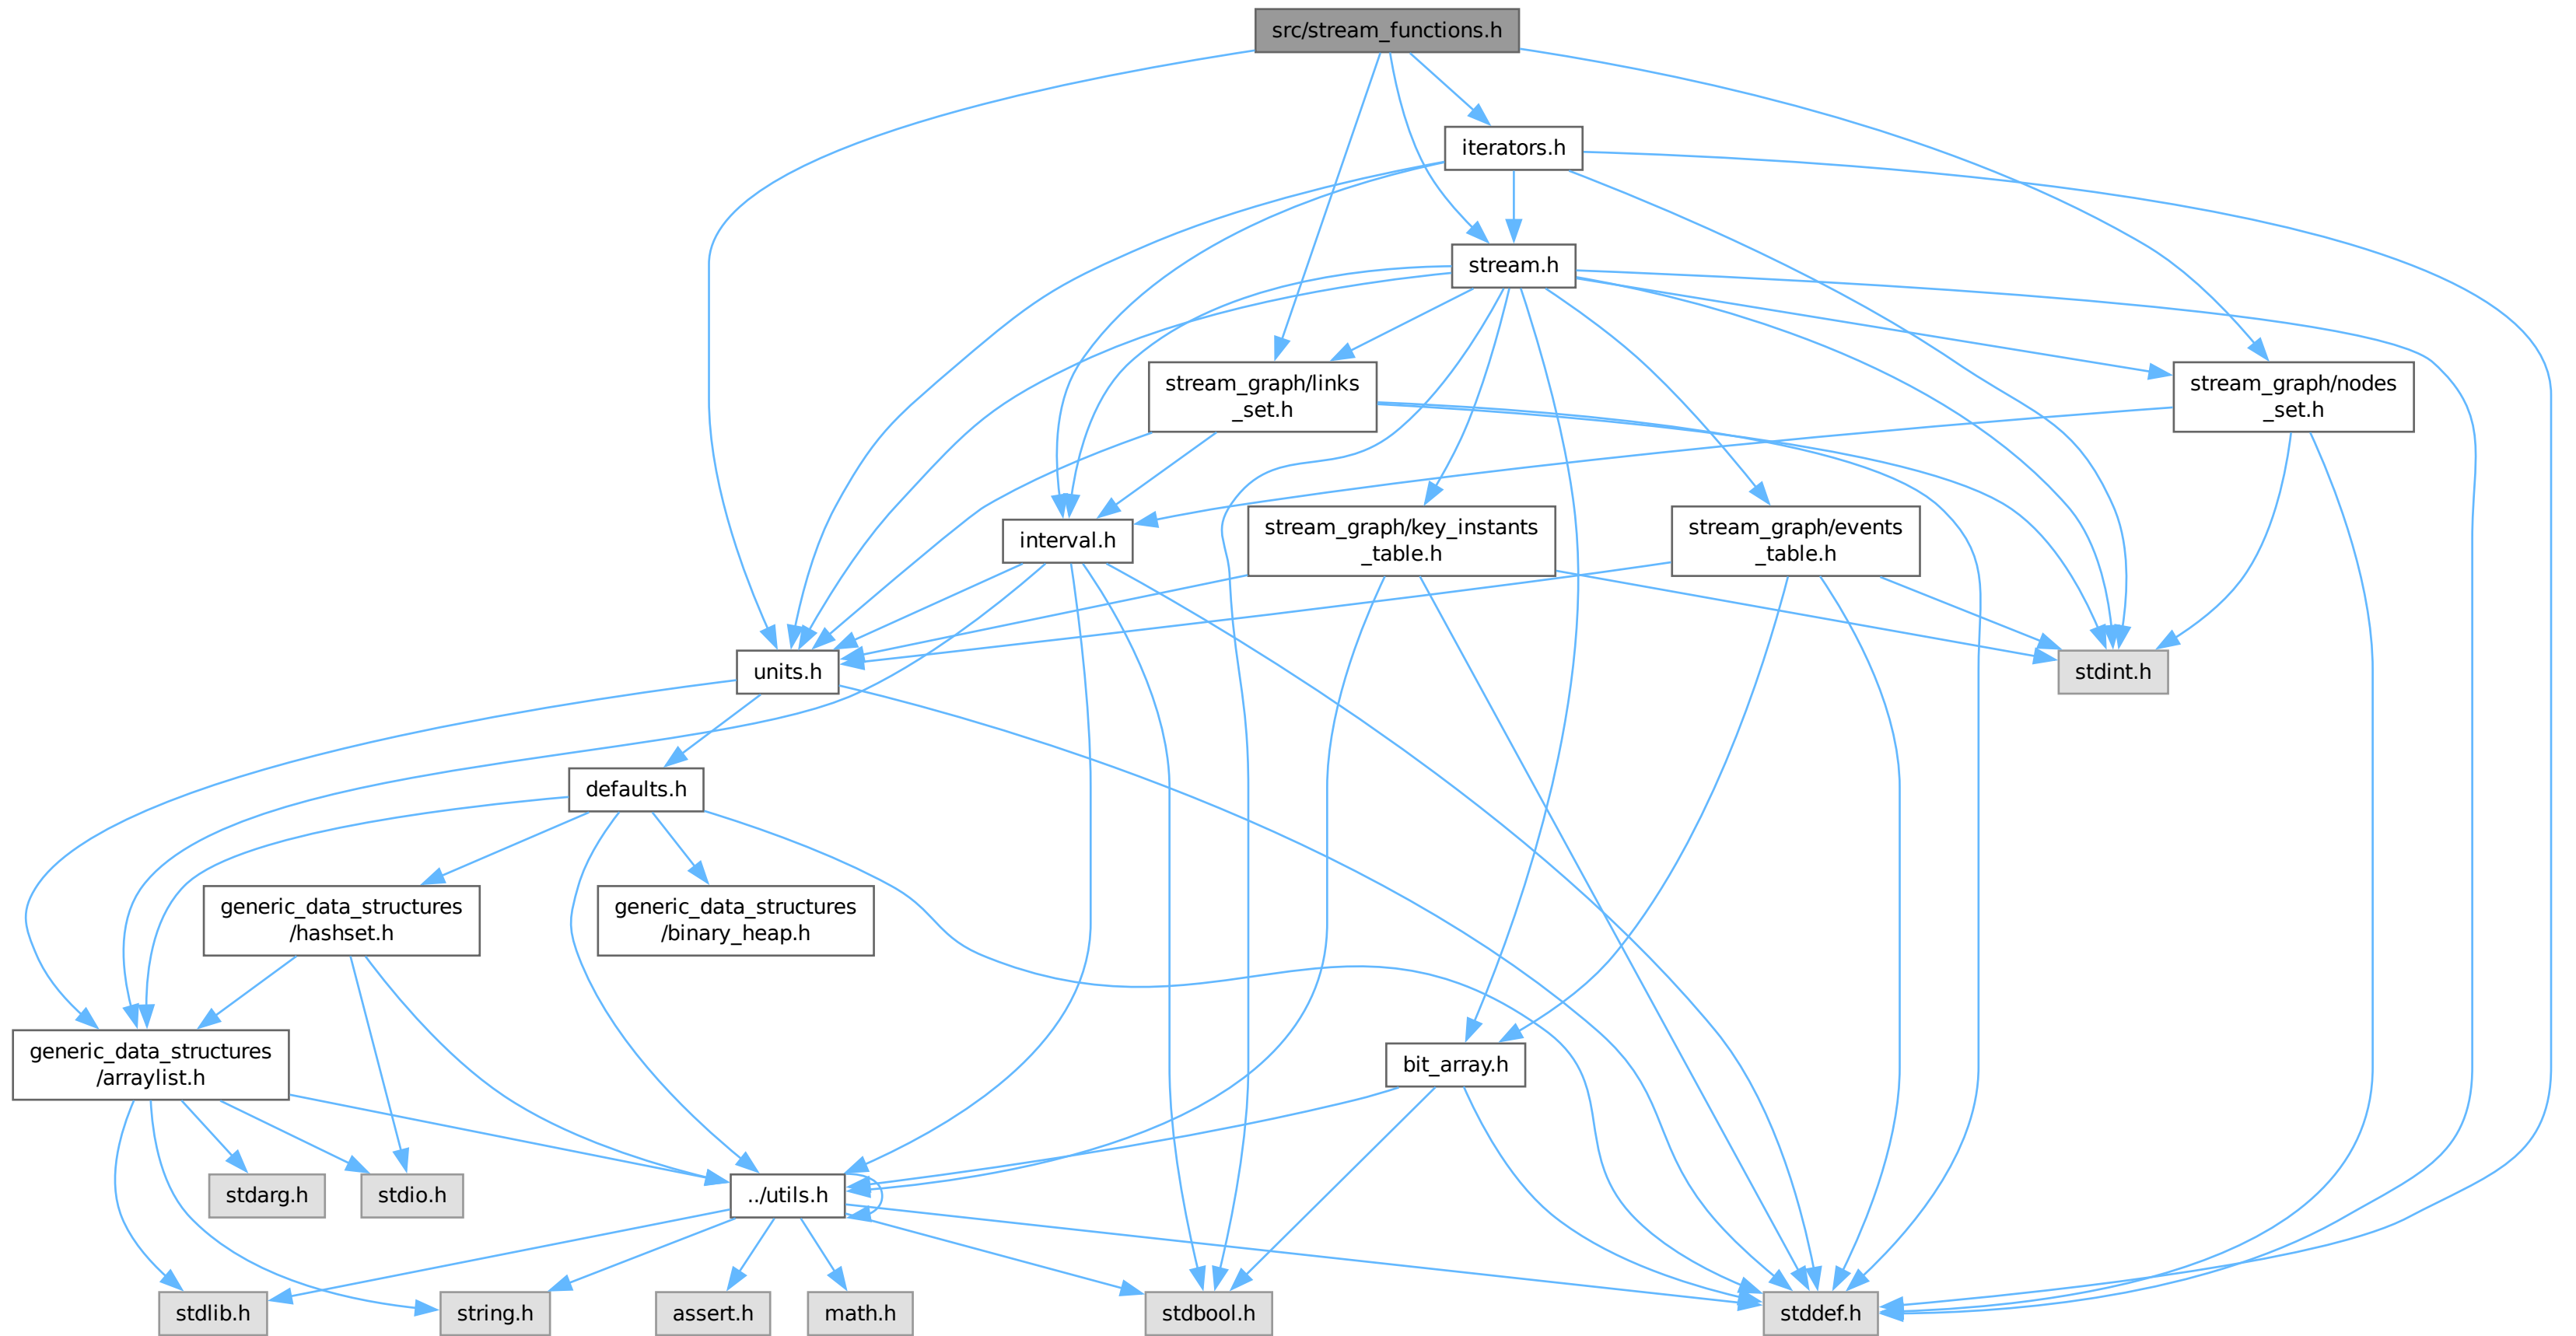 src/stream_functions.h
iterators.h
stream.h
stream_graph/links
_set.h
stream_graph/nodes
_set.h
interval.h
stream_graph/key_instants
_table.h
stream_graph/events
_table.h
units.h
stdint.h
defaults.h
generic_data_structures
/hashset.h
generic_data_structures
/binary_heap.h
generic_data_structures
/arraylist.h
bit_array.h
stdarg.h
stdio.h
../utils.h
stdlib.h
string.h
assert.h
math.h
stdbool.h
stddef.h